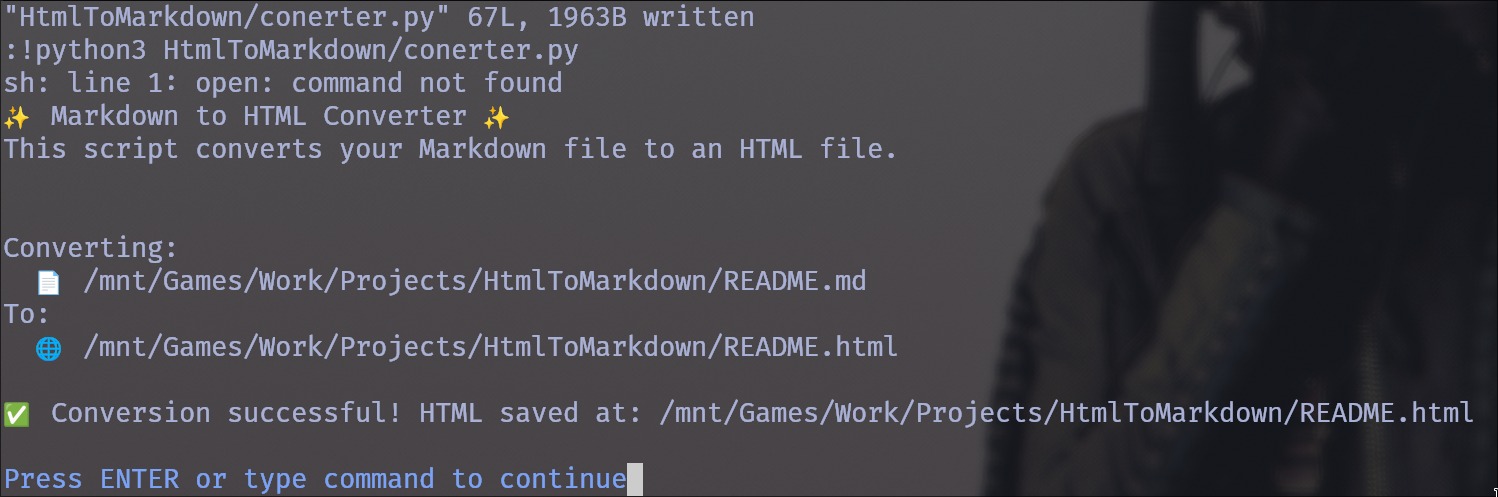 "HtmlToMarkdown/conerter.py" 67L, 1963B written
:!python3 HtmlToMarkdown/conerter.py
sh: line 1: open: command not found
✨ Markdown to HTML Converter ✨
This script converts your Markdown file to an HTML file.
Converting:
📄 /mnt/Games/Work/Projects/HtmlToMarkdown/README.md
To:
🌐 /mnt/Games/Work/Projects/HtmlToMarkdown/README.html
✅ Conversion successful! HTML saved at: /mnt/Games/Work/Projects/HtmlToMarkdown/README.html
Press ENTER or type command to continue